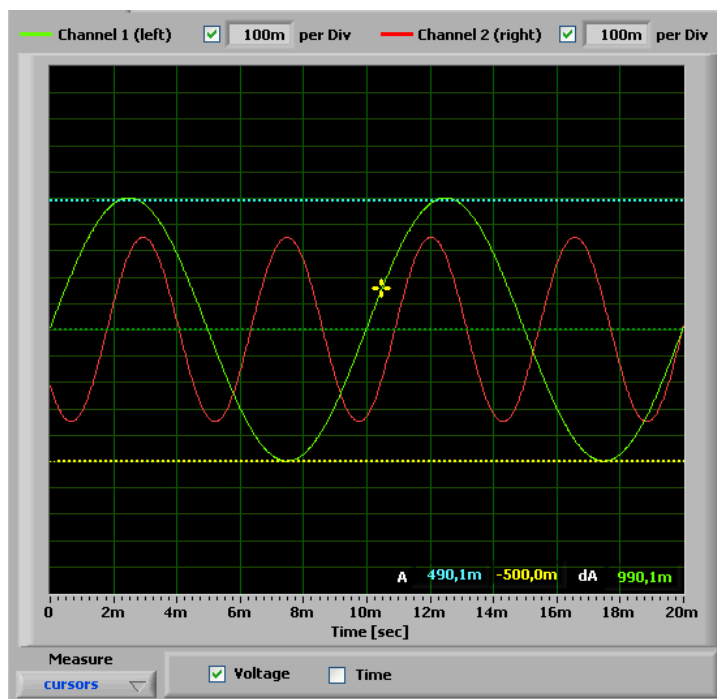 Channel 1 (left) 100m per Div Channel 2 (right) 100m per Div
A 490,1m -500,0m dA 990,1m
0 2m 4m 6m 8m 10m 12m 14m 16m 18m 20m
Time [sec]
Measure
cursors
Voltage Time